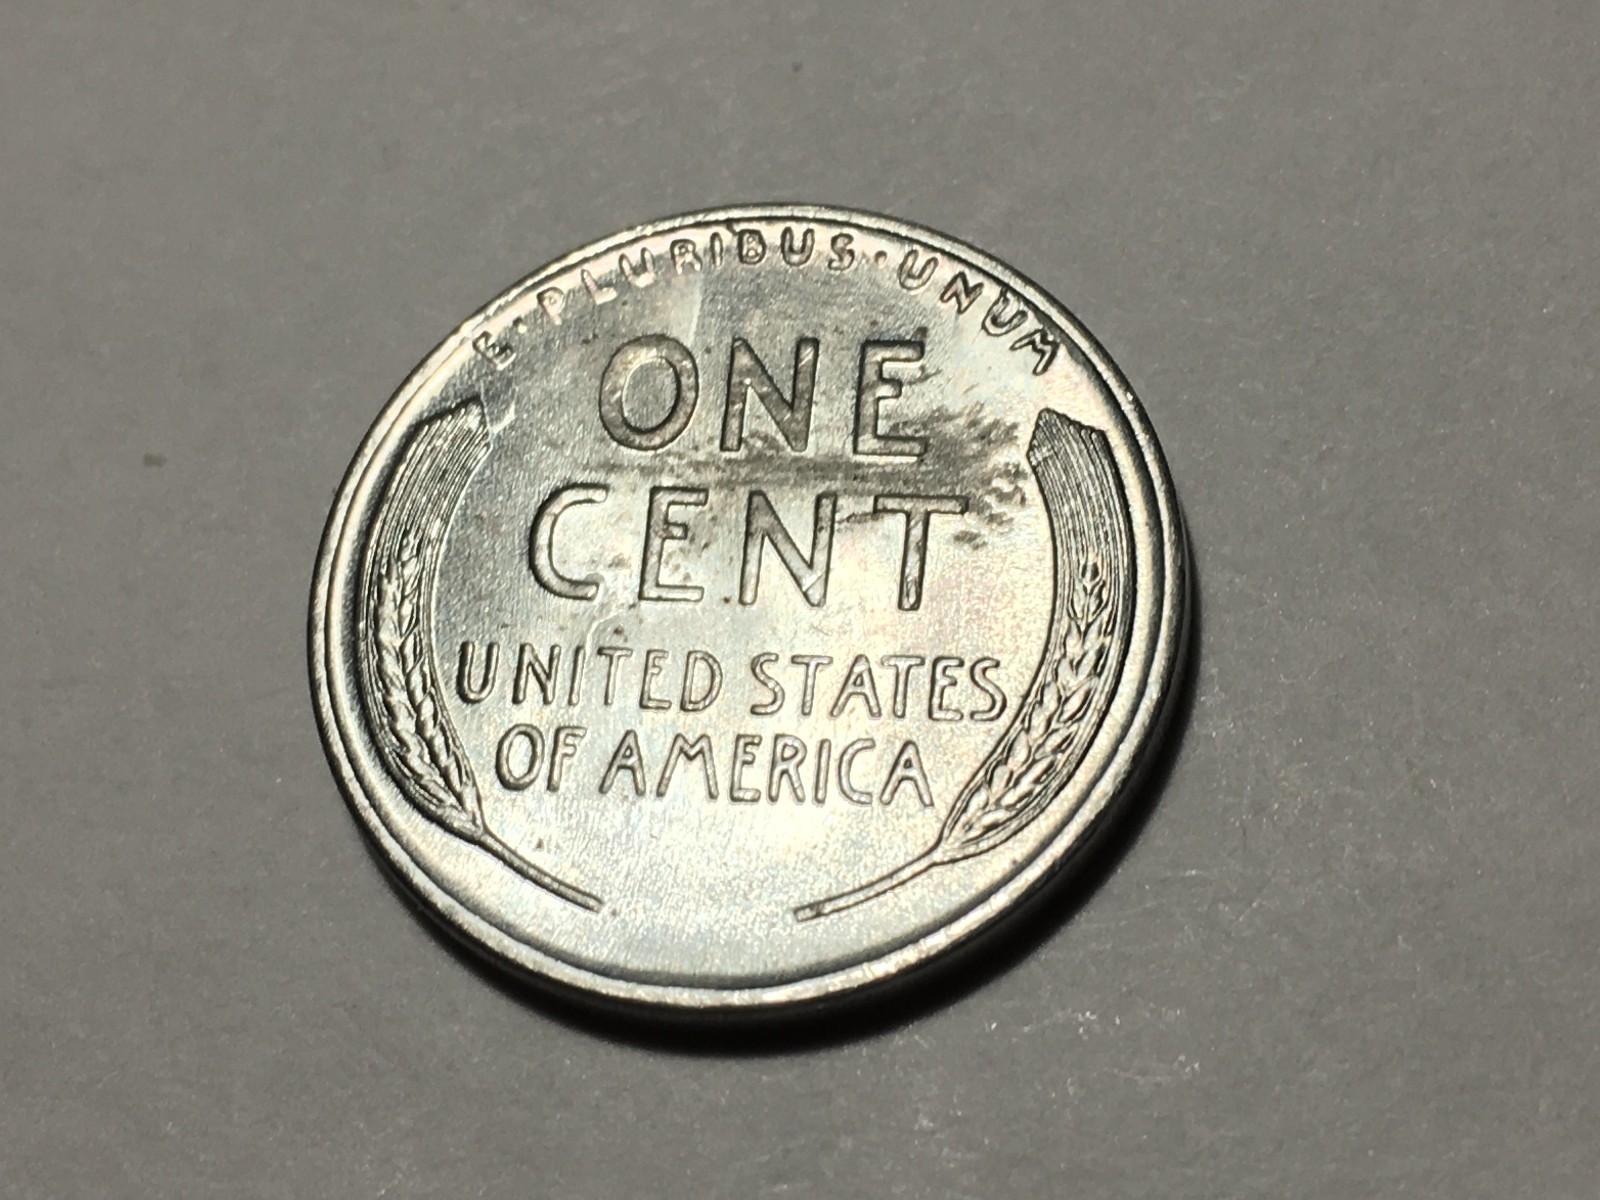 E·PLURIBUS·UNUM
ONE
CENT
UNITED STATES
OF AMERICA